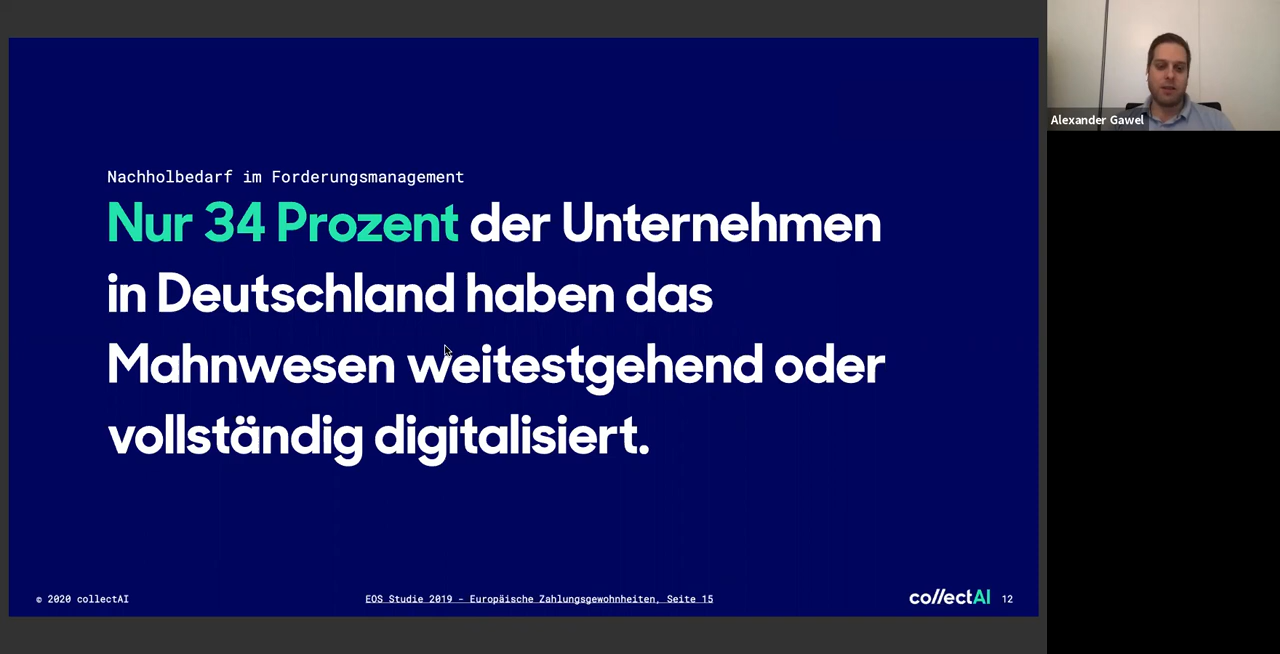 Nachholbedarf im Forderungsmanagement
Nur 34 Prozent der Unternehmen
in Deutschland haben das
Mahnwesen weitestgehend oder
vollständig digitalisiert.
© 2020 collectAI
EOS Studie 2019 - Europäische Zahlungsgewohnheiten, Seite 15
collectAI
12
Alexander Gawel